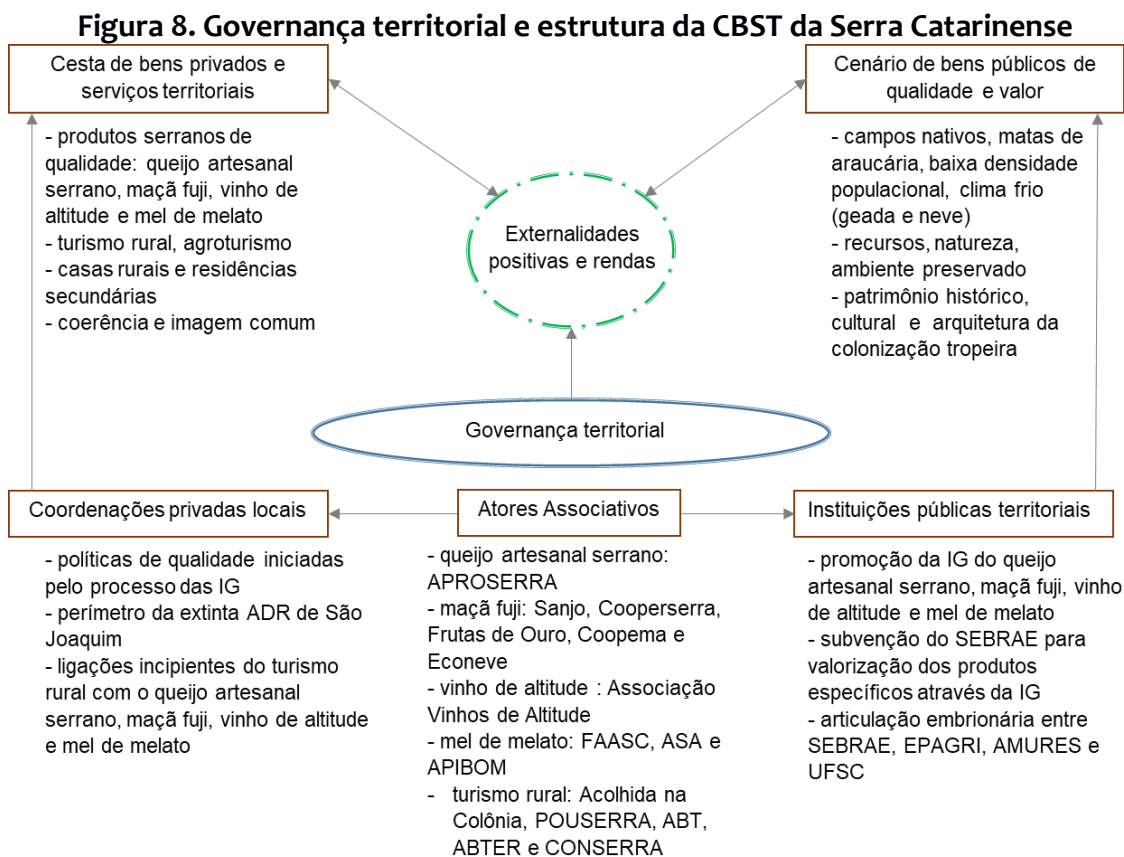 Figura 8. Governança territorial e estrutura da CBST da Serra Catarinense
Cesta de bens privados e
serviços territoriais
- produtos serranos de
qualidade: queijo artesanal
serrano, maçã fuji, vinho de
altitude e mel de melato
- turismo rural, agroturismo
- casas rurais e residências
secundárias
- coerência e imagem comum
Externalidades
positivas e rendas
Cenário de bens públicos de
qualidade e valor
- campos nativos, matas de
araucária, baixa densidade
populacional, clima frio
(geada e neve)
- recursos, natureza,
ambiente preservado
- patrimônio histórico,
cultural e arquitetura da
colonização tropeira
Governança territorial
Coordenações privadas locais
- políticas de qualidade iniciadas
pelo processo das IG
- perímetro da extinta ADR de São
Joaquim
- ligações incipientes do turismo
rural com o queijo artesanal
serrano, maçã fuji, vinho de altitude
e mel de melato
Atores Associativos
- queijo artesanal serrano:
APROSERRA
- maçã fuji: Sanjo, Cooperserra,
Frutas de Ouro, Coopema e
Econeve
- vinho de altitude : Associação
Vinhos de Altitude
- mel de melato: FAASC, ASA e
APIBOM
- turismo rural: Acolhida na
Colônia, POUSERRA, ABT,
ABTER e CONSERRA
Instituições públicas territoriais
- promoção da IG do queijo
artesanal serrano, maçã fuji, vinho
de altitude e mel de melato
- subvenção do SEBRAE para
valorização dos produtos
específicos através da IG
- articulação embrionária entre
SEBRAE, EPAGRI, AMURES e
UFSC